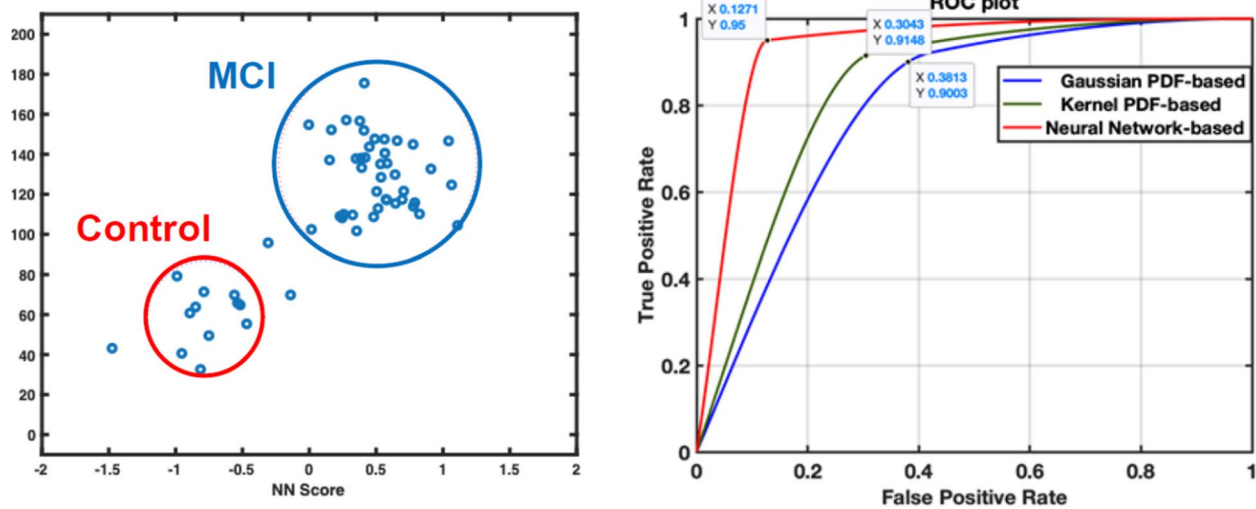 MCI
Control
200
180
160
140
120
100
80
60
40
20
0
-2 -1.5 -1 -0.5 0 0.5 1 1.5 2
NN Score
ROC plot
X 0.1271
Y 0.95
X 0.3043
Y 0.9148
X 0.3813
Y 0.9003
Gaussian PDF-based
Kernel PDF-based
Neural Network-based
True Positive Rate
1
0.8
0.6
0.4
0.2
0
0 0.2 0.4 0.6 0.8 1
False Positive Rate